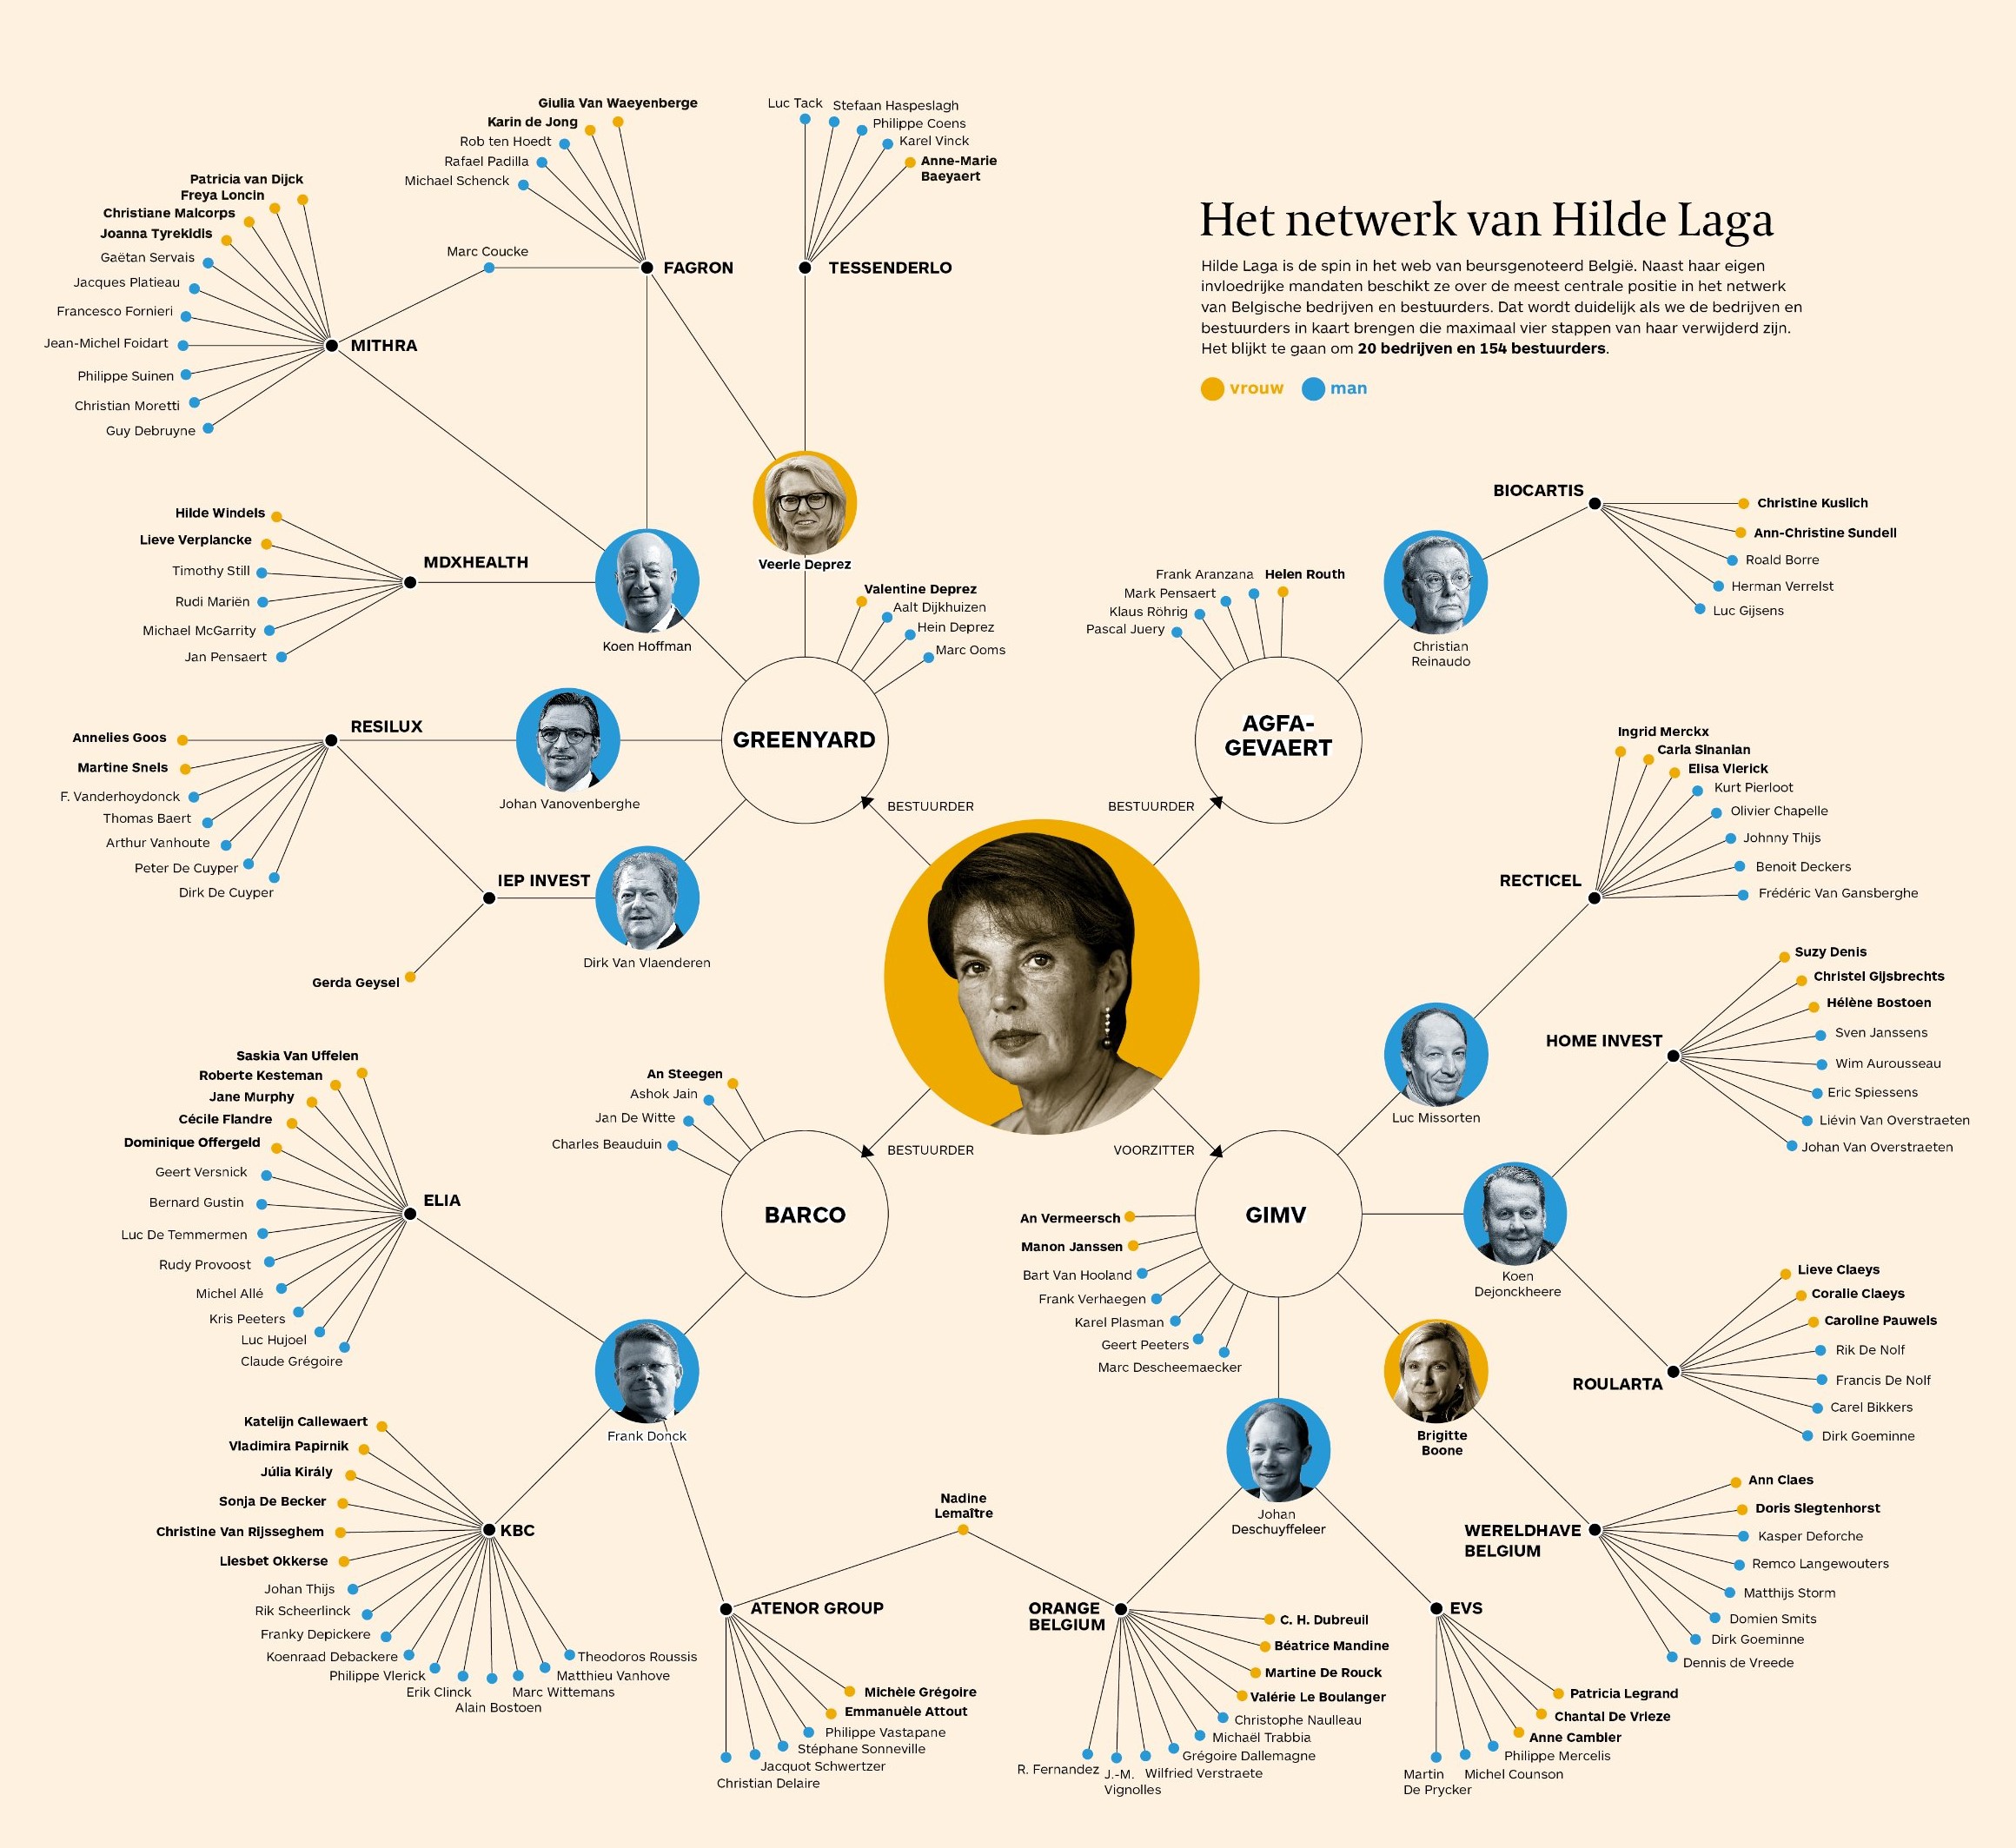 Het netwerk van Hilde Laga
Hilde Laga is de spin in het web van beursgenoteerd België. Naast haar eigen
invloedrijke mandaten beschikt ze over de meest centrale positie in het netwerk
van Belgische bedrijven en bestuurders. Dat wordt duidelijk als we de bedrijven en
bestuurders in kaart brengen die maximaal vier stappen van haar verwijderd zijn.
Het blijkt te gaan om 20 bedrijven en 154 bestuurders.
vrouw
man
Giulia Van Waeyenberge
Karin de Jong
Rob ten Hoedt
Rafael Padilla
Michael Schenck
Marc Coucke
FAGRON
Luc Tack
Stefaan Haspeslagh
Philippe Coens
Karel Vinck
Anne-Marie
Baeyaert
TESSENDERLO
Patricia van Dijck
Freya Loncin
Christiane Malcorps
Joanna Tyrekidis
Gaëtan Servais
Jacques Platieau
Francesco Fornieri
Jean-Michel Foidart
Philippe Suinen
Christian Moretti
Guy Debruyne
MITHRA
Hilde Windels
Lieve Verplancke
Timothy Still
Rudi Mariën
Michael McGarrity
Jan Pensaert
MDXHEALTH
Koen Hoffman
Veerle Deprez
Valentine Deprez
Aalt Dijkhuizen
Hein Deprez
Marc Ooms
GREENYARD
BESTUURDER
RESILUX
Annelies Goos
Martine Snels
F. Vanderhoydonck
Thomas Baert
Arthur Vanhoute
Peter De Cuyper
Dirk De Cuyper
Johan Vanovenberghe
IEP INVEST
Dirk Van Vlaenderen
Gerda Geysel
Frank Aranzana
Helen Routh
Mark Pensaert
Klaus Röhrig
Pascal Juery
AGFA-
GEVAERT
BESTUURDER
Christian
Reinaudo
BIOCARTIS
Christine Kuslich
Ann-Christine Sundell
Roald Borre
Herman Verrelst
Luc Gijsens
Ingrid Merckx
Carla Sinanian
Elisa Vlerick
Kurt Pierloot
Olivier Chapelle
Johnny Thijs
Benoit Deckers
Frédéric Van Gansberghe
RECTICEL
Luc Missorten
Suzy Denis
Christel Gijsbrechts
Hélène Bostoen
Sven Janssens
Wim Aurousseau
Eric Spiessens
Liévin Van Overstraeten
Johan Van Overstraeten
HOME INVEST
Koen
Dejonckheere
Lieve Claeys
Coralie Claeys
Caroline Pauwels
Rik De Nolf
Francis De Nolf
Carel Bikkers
Dirk Goeminne
ROULARTA
VOORZITTER
GIMV
An Vermeersch
Manon Janssen
Bart Van Hooland
Frank Verhaegen
Karel Plasman
Geert Peeters
Marc Descheemaecker
Brigitte
Boone
Ann Claes
Doris Slegtenhorst
Kasper Deforche
Remco Langewouters
Matthijs Storm
Domien Smits
Dirk Goeminne
Dennis de Vreede
WERELDHAVE
BELGIUM
Johan
Deschuyffeleer
EVS
Patricia Legrand
Chantal De Vrieze
Anne Cambier
Philippe Mercelis
Michel Counson
Martin
De Prycker
ORANGE
BELGIUM
C. H. Dubreuil
Béatrice Mandine
Martine De Rouck
Valérie Le Boulanger
Christophe Naulleau
Michaël Trabbia
Grégoire Dallemagne
Wilfried Verstraete
J.-M.
Vignolles
R. Fernandez
Nadine
Lemaître
BESTUURDER
BARCO
An Steegen
Ashok Jain
Jan De Witte
Charles Beauduin
Saskia Van Uffelen
Roberte Kesteman
Jane Murphy
Cécile Flandre
Dominique Offergeld
Geert Versnick
Bernard Gustin
Luc De Temmermen
Rudy Provoost
Michel Allé
Kris Peeters
Luc Hujoel
Claude Grégoire
ELIA
Frank Donck
Katelijn Callewaert
Vladimira Papirnik
Júlia Király
Sonja De Becker
Christine Van Rijsseghem
Liesbet Okkerse
Johan Thijs
Rik Scheerlinck
Franky Depickere
Koenraad Debackere
Philippe Vlerick
Erik Clinck
Alain Bostoen
Marc Wittemans
Matthieu Vanhove
Theodoros Roussis
KBC
ATENOR GROUP
Michèle Grégoire
Emmanuèle Attout
Philippe Vastapane
Stéphane Sonneville
Jacquot Schwertzer
Christian Delaire